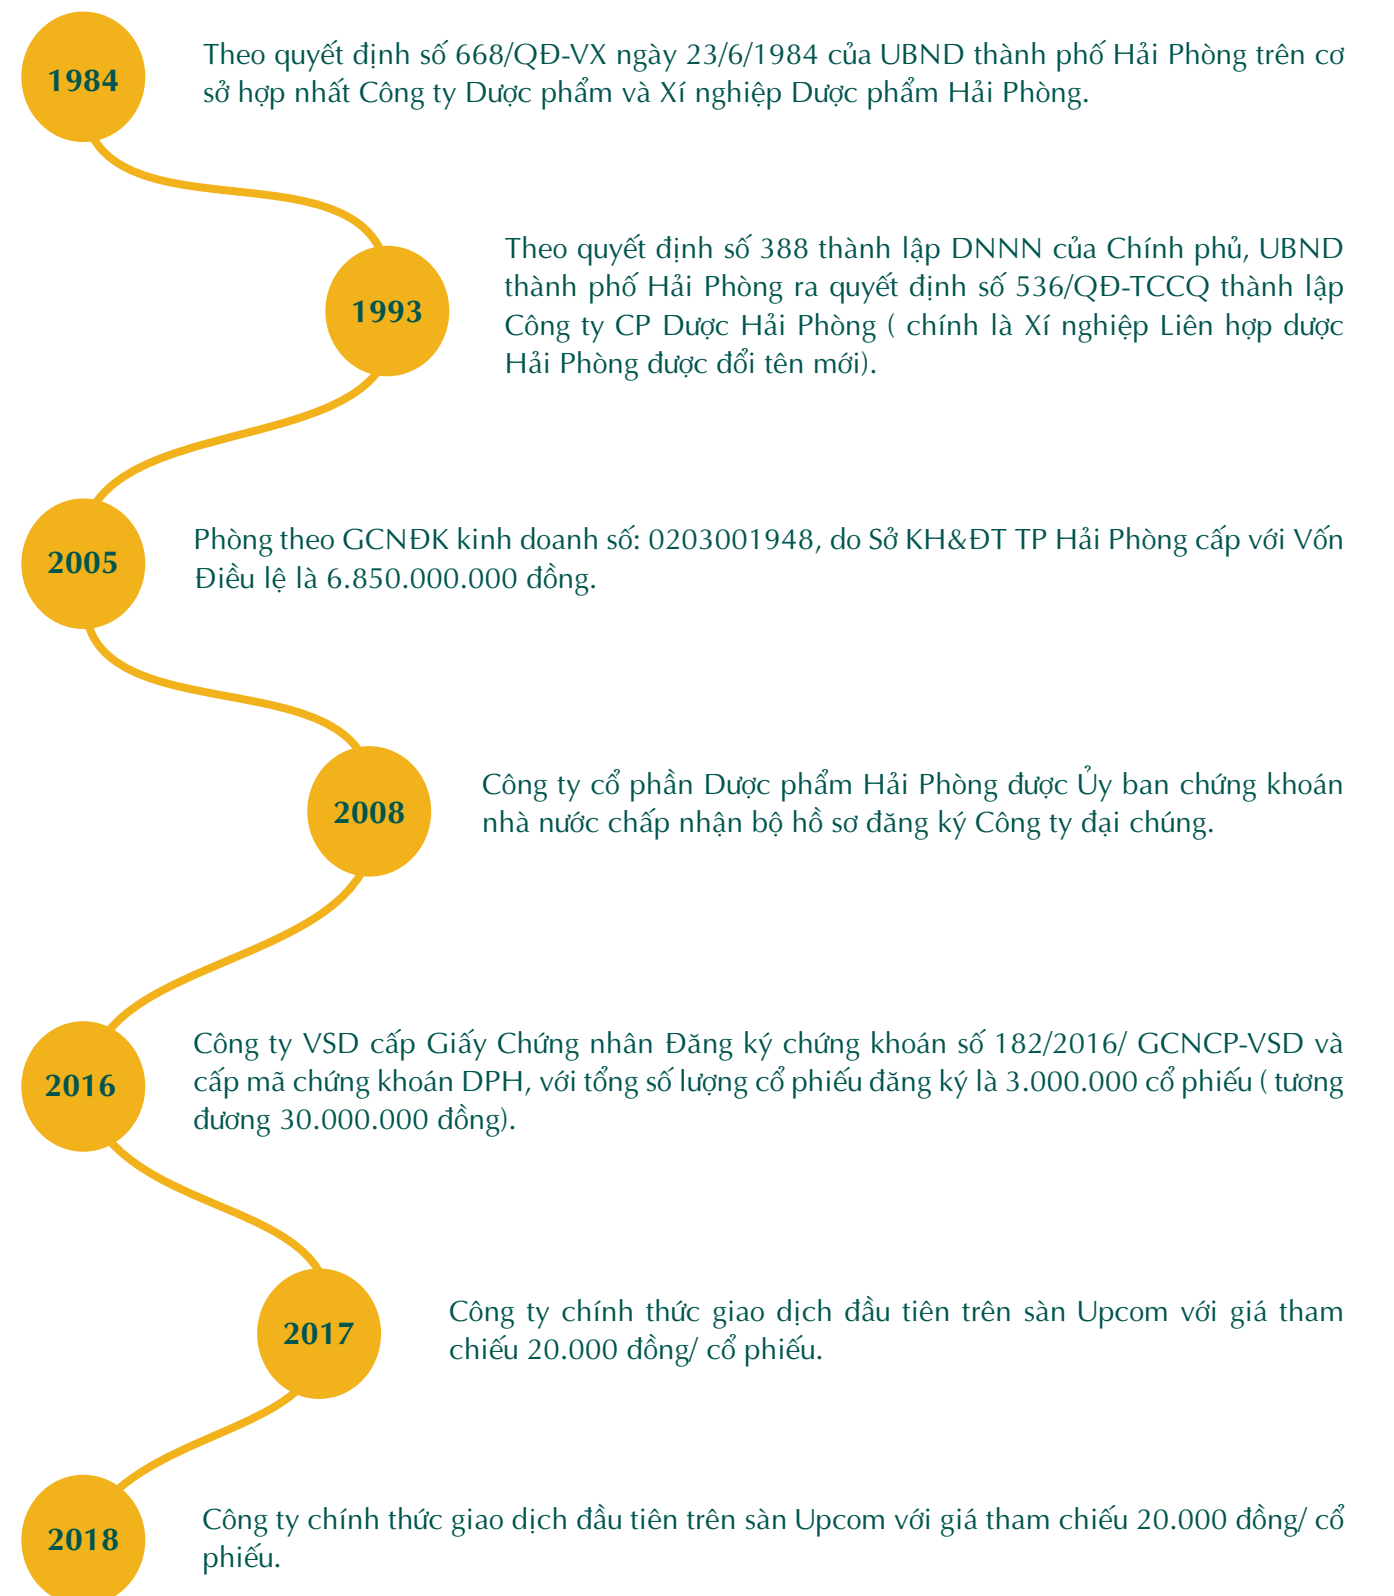 1984
Theo quyết định số 668/QĐ-VX ngày 23/6/1984 của UBND thành phố Hải Phòng trên cơ
sở hợp nhất Công ty Dược phẩm và Xí nghiệp Dược phẩm Hải Phòng.
1993
Theo quyết định số 388 thành lập DNNN của Chính phủ, UBND
thành phố Hải Phòng ra quyết định số 536/QĐ-TCCQ thành lập
Công ty CP Dược Hải Phòng ( chính là Xí nghiệp Liên hợp dược
Hải Phòng được đổi tên mới).
2005
Phòng theo GCNĐK kinh doanh số: 0203001948, do Sở KH&ĐT TP Hải Phòng cấp với Vốn
Điều lệ là 6.850.000.000 đồng.
2008
Công ty cổ phần Dược phẩm Hải Phòng được Ủy ban chứng khoán
nhà nước chấp nhận bộ hồ sơ đăng ký Công ty đại chúng.
2016
Công ty VSD cấp Giấy Chứng nhân Đăng ký chứng khoán số 182/2016/ GCNCP-VSD và
cấp mã chứng khoán DPH, với tổng số lượng cổ phiếu đăng ký là 3.000.000 cổ phiếu ( tương
đương 30.000.000 đồng).
2017
Công ty chính thức giao dịch đầu tiên trên sàn Upcom với giá tham
chiếu 20.000 đồng/ cổ phiếu.
2018
Công ty chính thức giao dịch đầu tiên trên sàn Upcom với giá tham chiếu 20.000 đồng/ cổ
phiếu.